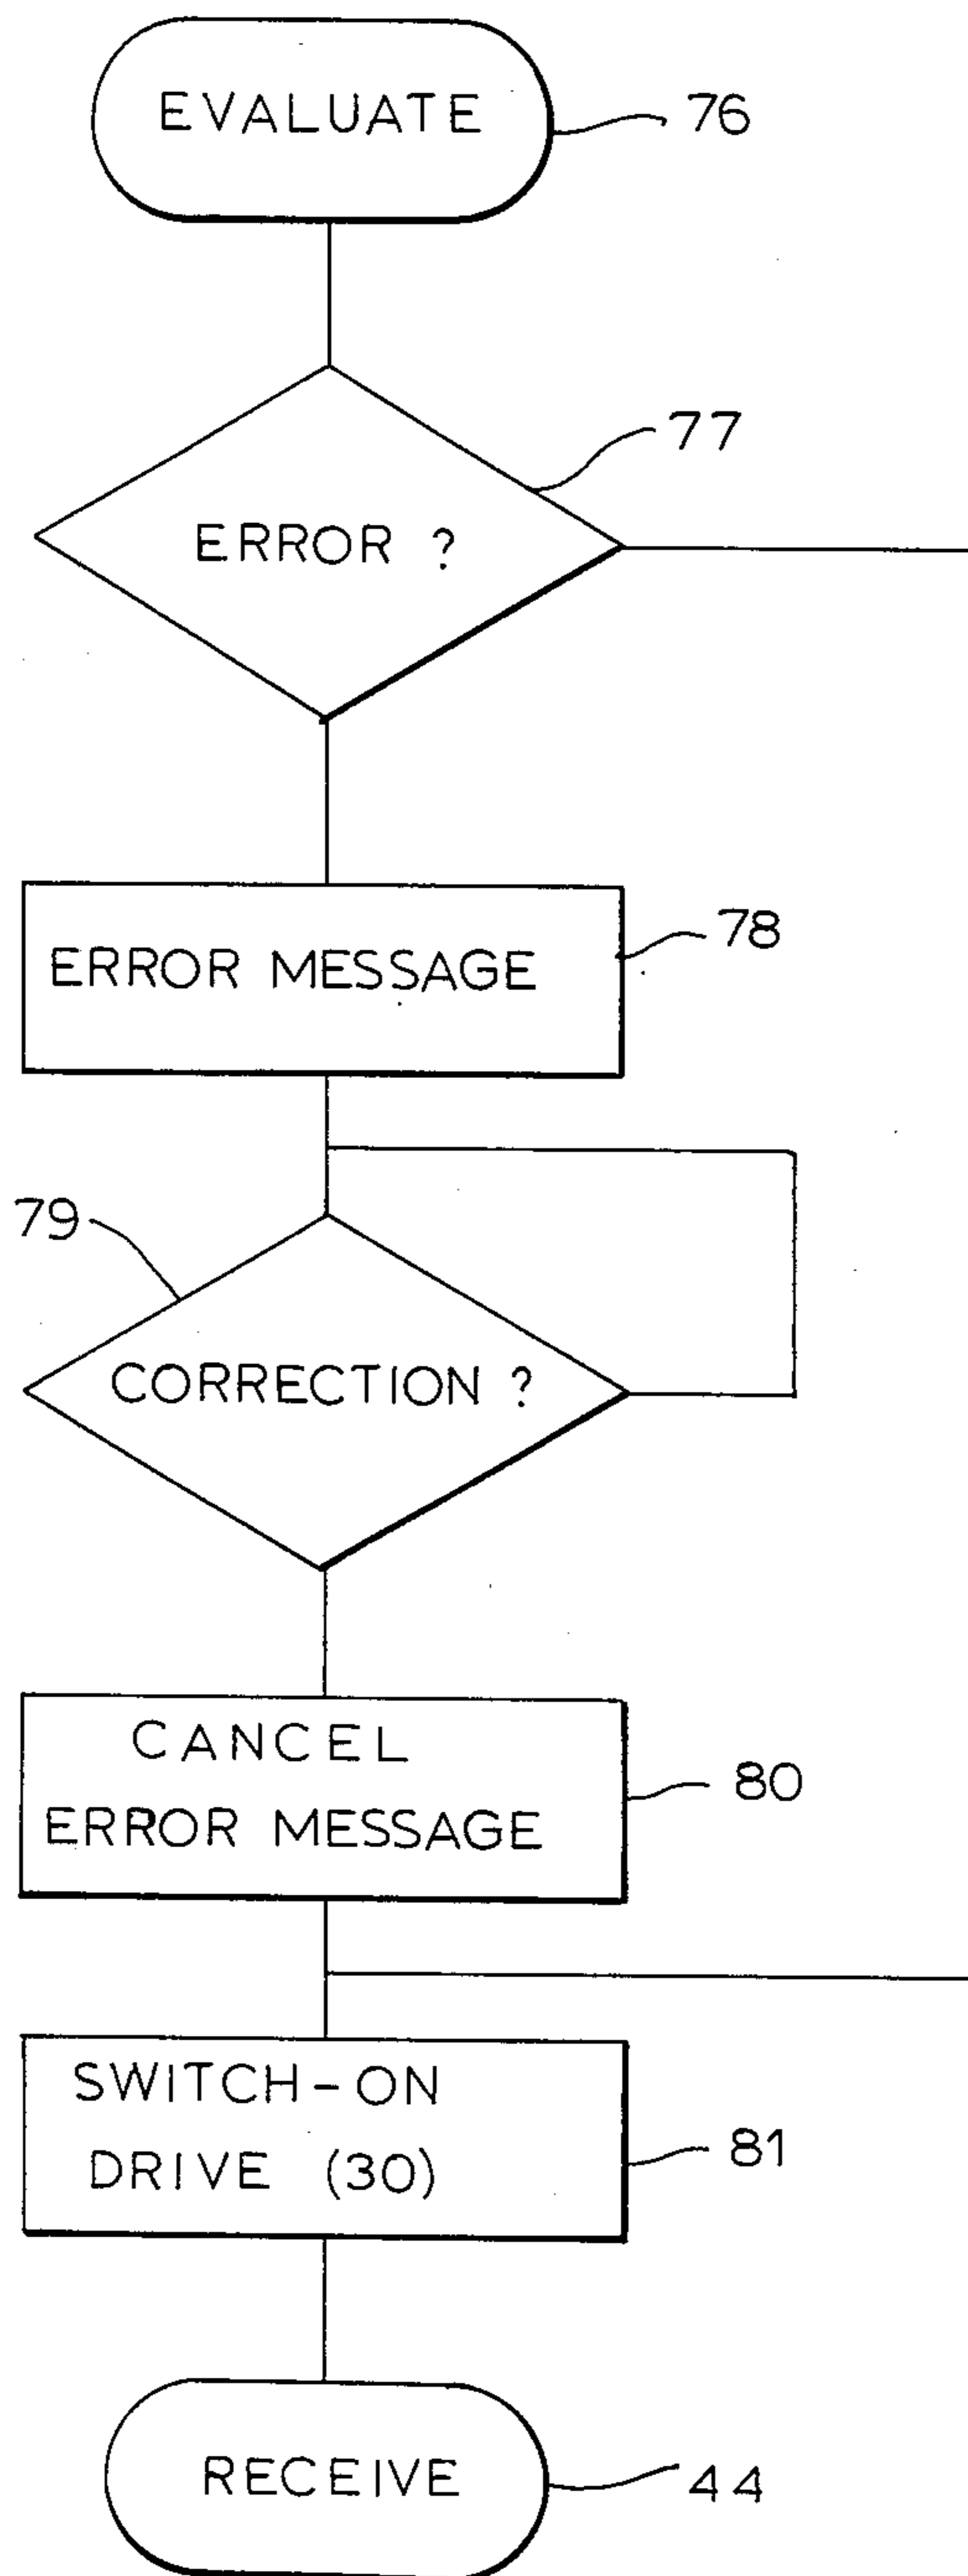 EVALUATE
76
77
ERROR ?
78
ERROR MESSAGE
79
CORRECTION ?
CANCEL
80
ERROR MESSAGE
SWITCH-ON
81
DRIVE (30)
RECEIVE
44